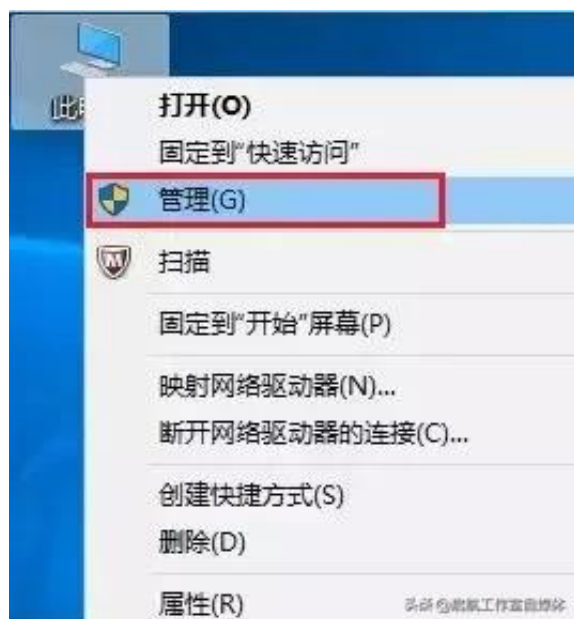 此
打开(O)
固定到"快速访问"
管理(G)
扫描
固定到"开始"屏幕(P)
映射网络驱动器(N)...
断开网络驱动器的连接(C)...
创建快捷方式(S)
删除(D)
属性(R)